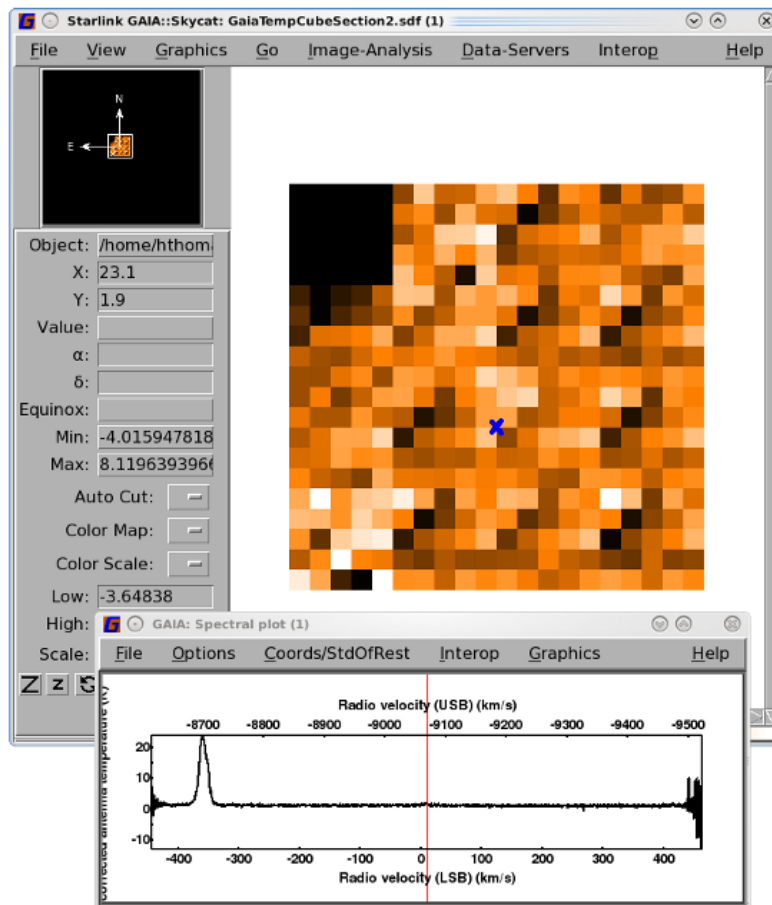 Starlink GAIA::Skycat: GaiaTempCubeSection2.sdf (1)
File View Graphics Go Image-Analysis Data-Servers Interop Help
N
E
Object: /home/hthoma
X: 23.1
Y: 1.9
Value:
α:
δ:
Equinox:
Min: -4.015947818
Max: 8.1196393966
Auto Cut:
Color Map:
Color Scale:
Low: -3.64838
High:
Scale:
Z z
GAIA: Spectral plot (1)
File Options Coords/StdOfRest Interop Graphics Help
Radio velocity (USB) (km/s)
-8700 -8800 -8900 -9000 -9100 -9200 -9300 -9400 -9500
corrected antenna temperature
20
10
0
-10
-400 -300 -200 -100 0 100 200 300 400
Radio velocity (LSB) (km/s)